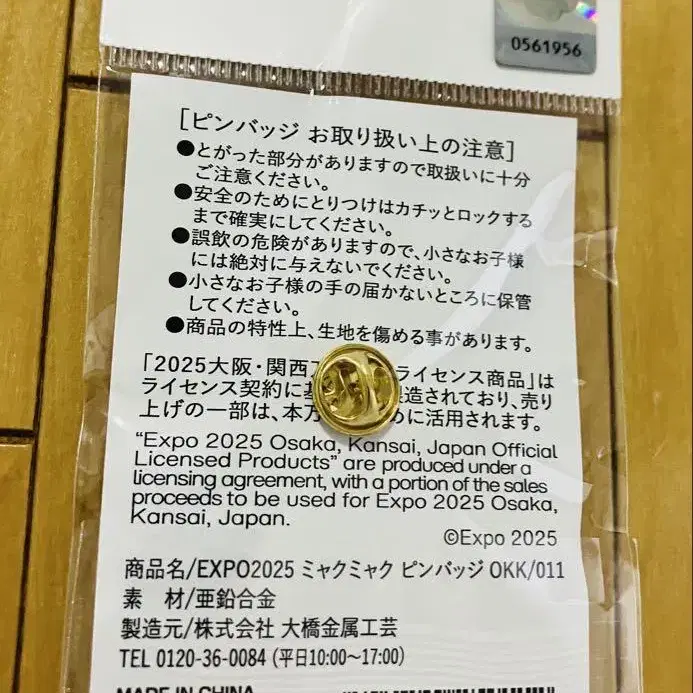 0561956
[ピンバッジ お取り扱い上の注意]
●とがった部分がありますので取扱いに十分
ご注意ください。
●安全のためにとりつけはカチッとロックする
まで確実にしてください。
●誤飲の危険がありますので、小さなお子様
には絶対に与えないでください。
●小さなお子様の手の届かないところに保管
してください。
●商品の特性上、生地を傷める事があります。
「2025大阪・関西 ライセンス商品」は
ライセンス契約に 造されており、売り
上げの一部は、本万 めに活用されます。
“Expo 2025 Osaka, Kansai, Japan Official
Licensed Products” are produced under a
licensing agreement, with a portion of the sales
proceeds to be used for Expo 2025 Osaka,
Kansai, Japan.
©Expo 2025
商品名/EXPO2025 ミャクミャク ピンバッジ OKK/011
素 材/亜鉛合金
製造元/株式会社 大橋金属工芸
TEL 0120-36-0084 (平日10:00〜17:00)
MADE IN CHINA